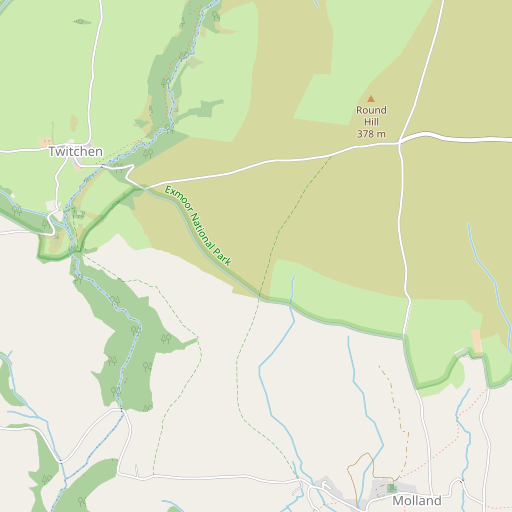 Round
Hill
378 m
Twitchen
Exmoor National Park
Molland